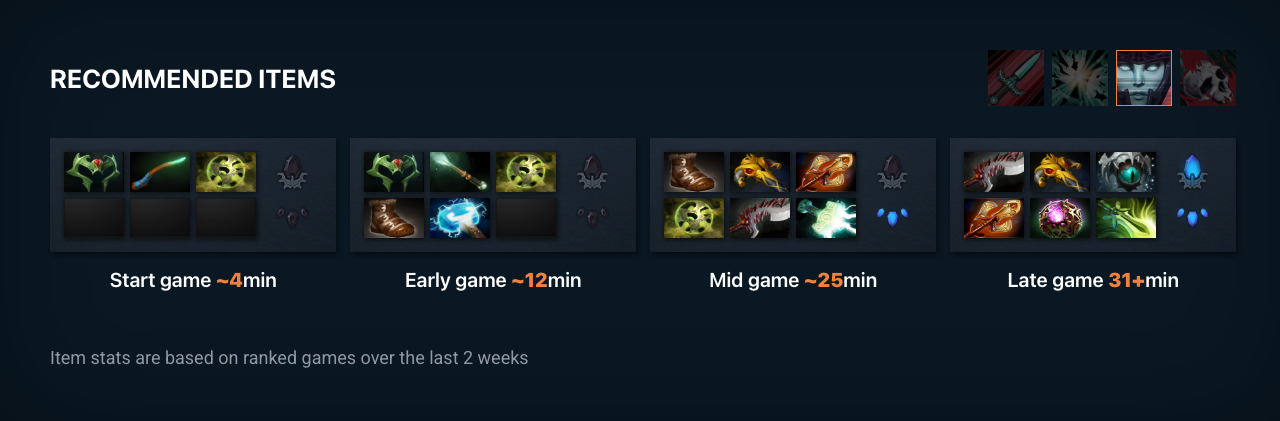 RECOMMENDED ITEMS
Start game ~4min
Early game ~12min
Mid game ~25min
Late game 31+min
Item stats are based on ranked games over the last 2 weeks